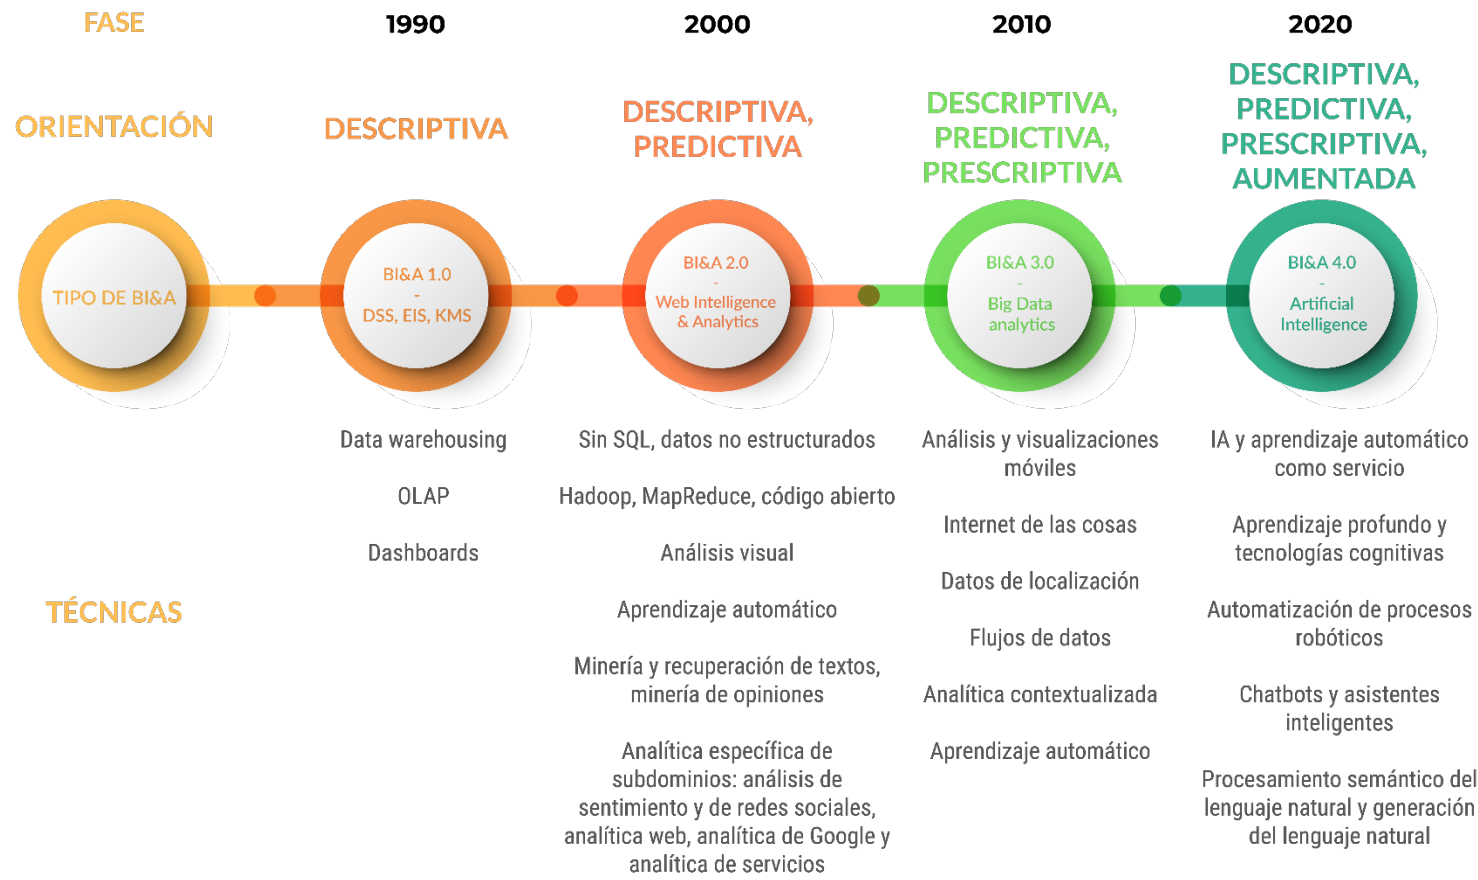 FASE
1990
2000
2010
2020
ORIENTACIÓN
DESCRIPTIVA
DESCRIPTIVA,
PREDICTIVA
DESCRIPTIVA,
PREDICTIVA,
PRESCRIPTIVA
DESCRIPTIVA,
PREDICTIVA,
PRESCRIPTIVA,
AUMENTADA
TIPO DE BI&A
BI&A 1.0
-
DSS, EIS, KMS
BI&A 2.0
-
Web Intelligence
& Analytics
BI&A 3.0
-
Big Data
analytics
BI&A 4.0
-
Artificial
Intelligence
TÉCNICAS
Data warehousing
OLAP
Dashboards
Sin SQL, datos no estructurados
Hadoop, MapReduce, código abierto
Análisis visual
Aprendizaje automático
Minería y recuperación de textos,
minería de opiniones
Analítica específica de
subdominios: análisis de
sentimiento y de redes sociales,
analítica web, analítica de Google y
analítica de servicios
Análisis y visualizaciones
móviles
Internet de las cosas
Datos de localización
Flujos de datos
Analítica contextualizada
Aprendizaje automático
IA y aprendizaje automático
como servicio
Aprendizaje profundo y
tecnologías cognitivas
Automatización de procesos
robóticos
Chatbots y asistentes
inteligentes
Procesamiento semántico del
lenguaje natural y generación
del lenguaje natural